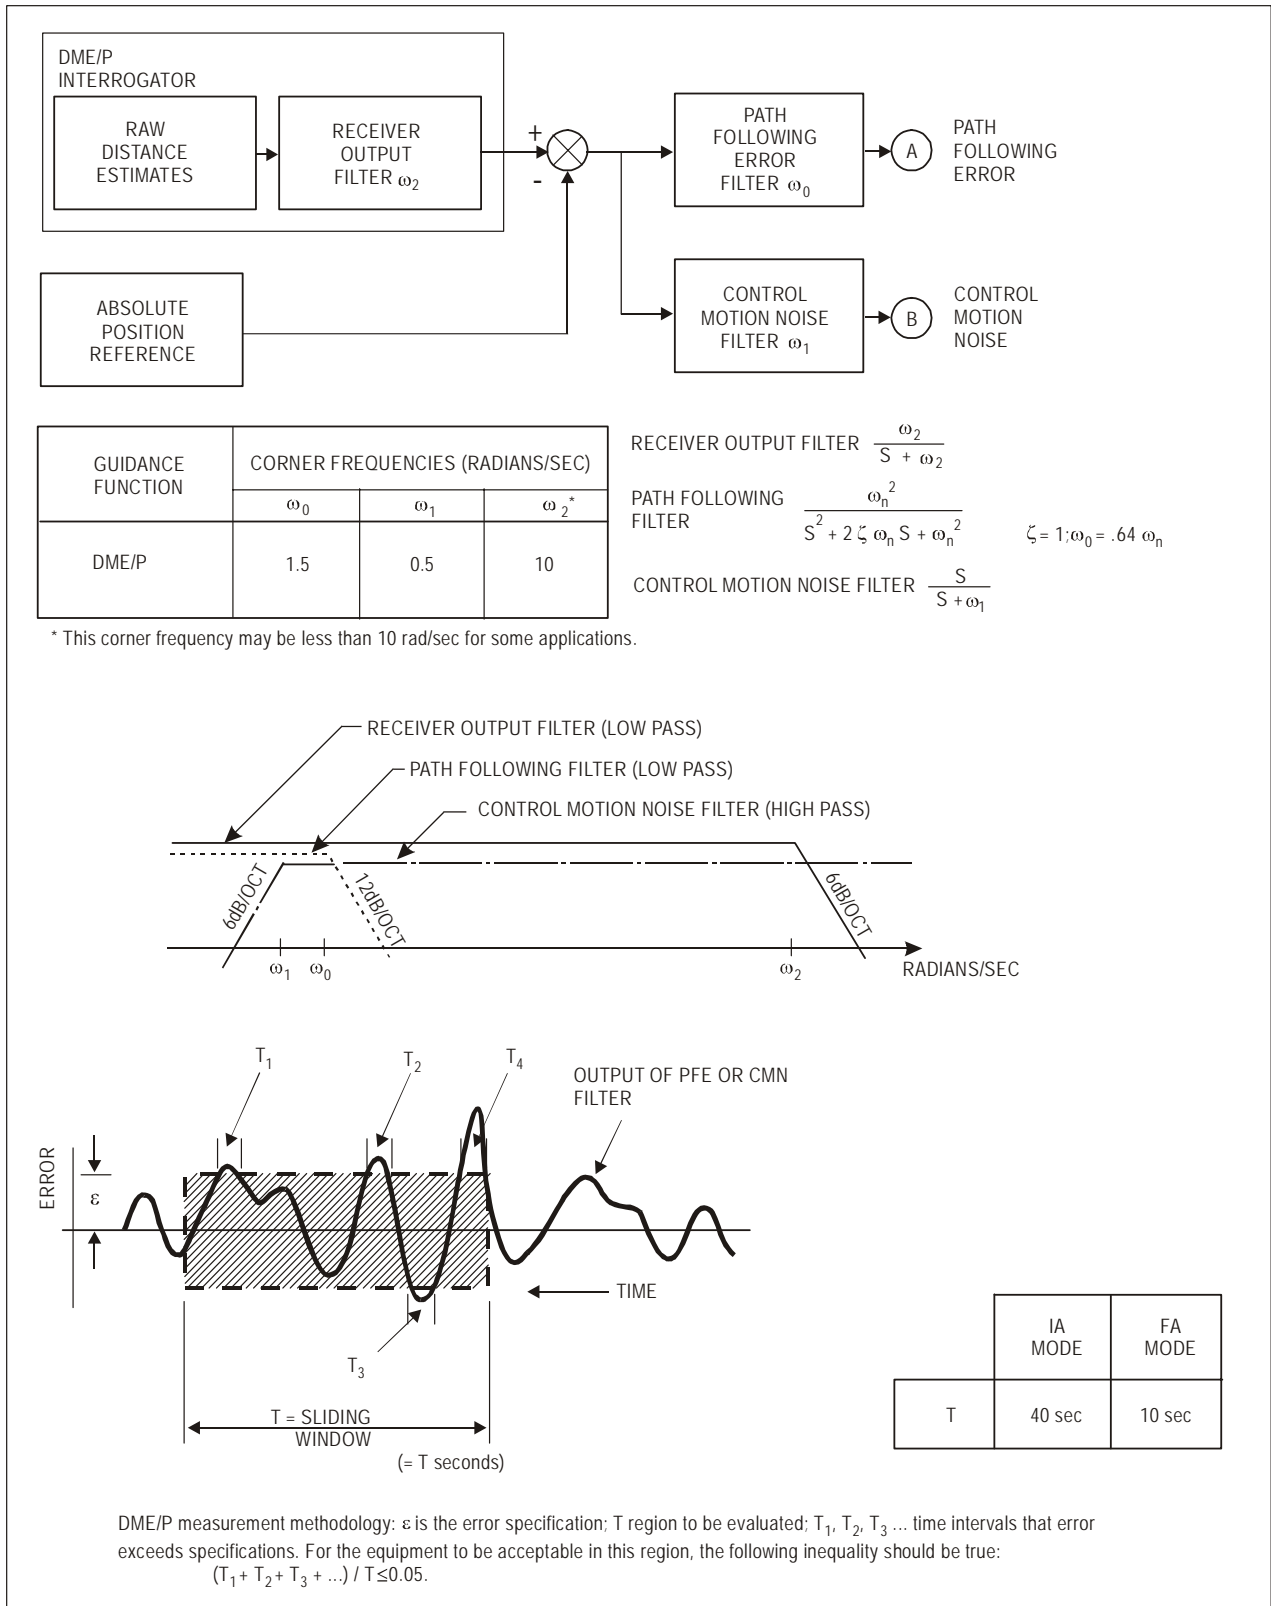 DME/P
INTERROGATOR
RAW
DISTANCE
ESTIMATES
RECEIVER
OUTPUT
FILTER ω2
+
-
PATH
FOLLOWING
ERROR
FILTER ω0
A
PATH
FOLLOWING
ERROR
ABSOLUTE
POSITION
REFERENCE
CONTROL
MOTION NOISE
FILTER ω1
B
CONTROL
MOTION
NOISE
GUIDANCE
FUNCTION
CORNER FREQUENCIES (RADIANS/SEC)
ω0 ω1 ω2*
DME/P 1.5 0.5 10
* This corner frequency may be less than 10 rad/sec for some applications.
RECEIVER OUTPUT FILTER ω2 / S + ω2
PATH FOLLOWING
FILTER ωn² / S² + 2 ζ ωn S + ωn² ζ = 1; ω0 = .64 ωn
CONTROL MOTION NOISE FILTER S / S + ω1
RECEIVER OUTPUT FILTER (LOW PASS)
PATH FOLLOWING FILTER (LOW PASS)
CONTROL MOTION NOISE FILTER (HIGH PASS)
6dB/OCT
12dB/OCT
6dB/OCT
ω1 ω0 ω2
RADIANS/SEC
T1 T2 T4
OUTPUT OF PFE OR CMN
FILTER
ERROR
ε
TIME
T3
T = SLIDING
WINDOW
(= T seconds)
IA
MODE
FA
MODE
T 40 sec 10 sec
DME/P measurement methodology: ε is the error specification; T region to be evaluated; T1, T2, T3 ... time intervals that error
exceeds specifications. For the equipment to be acceptable in this region, the following inequality should be true:
(T1 + T2 + T3 + ...) / T ≤ 0.05.